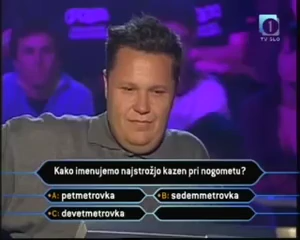 1
TV SLO
Kako imenujemo najstrožjo kazen pri nogometu?
A: petmetrovka
B: sedemmetrovka
C: devetmetrovka